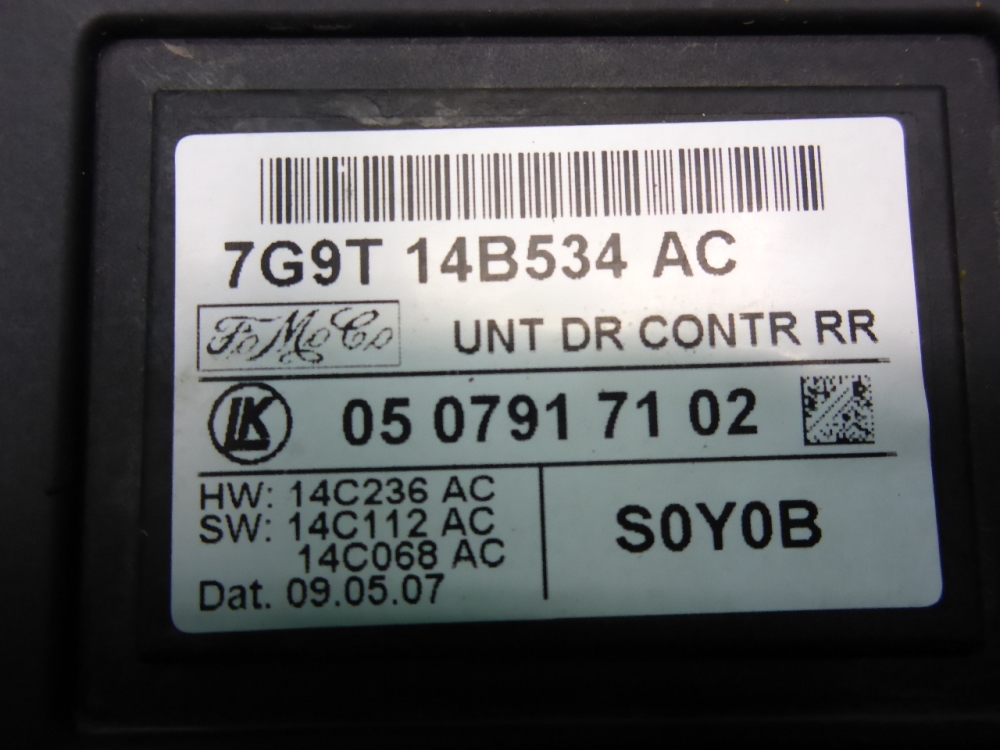 7G9T 14B534 AC
FoMoCo UNT DR CONTR RR
LK 05 0791 71 02
HW: 14C236 AC
SW: 14C112 AC
14C068 AC
Dat. 09.05.07
S0Y0B